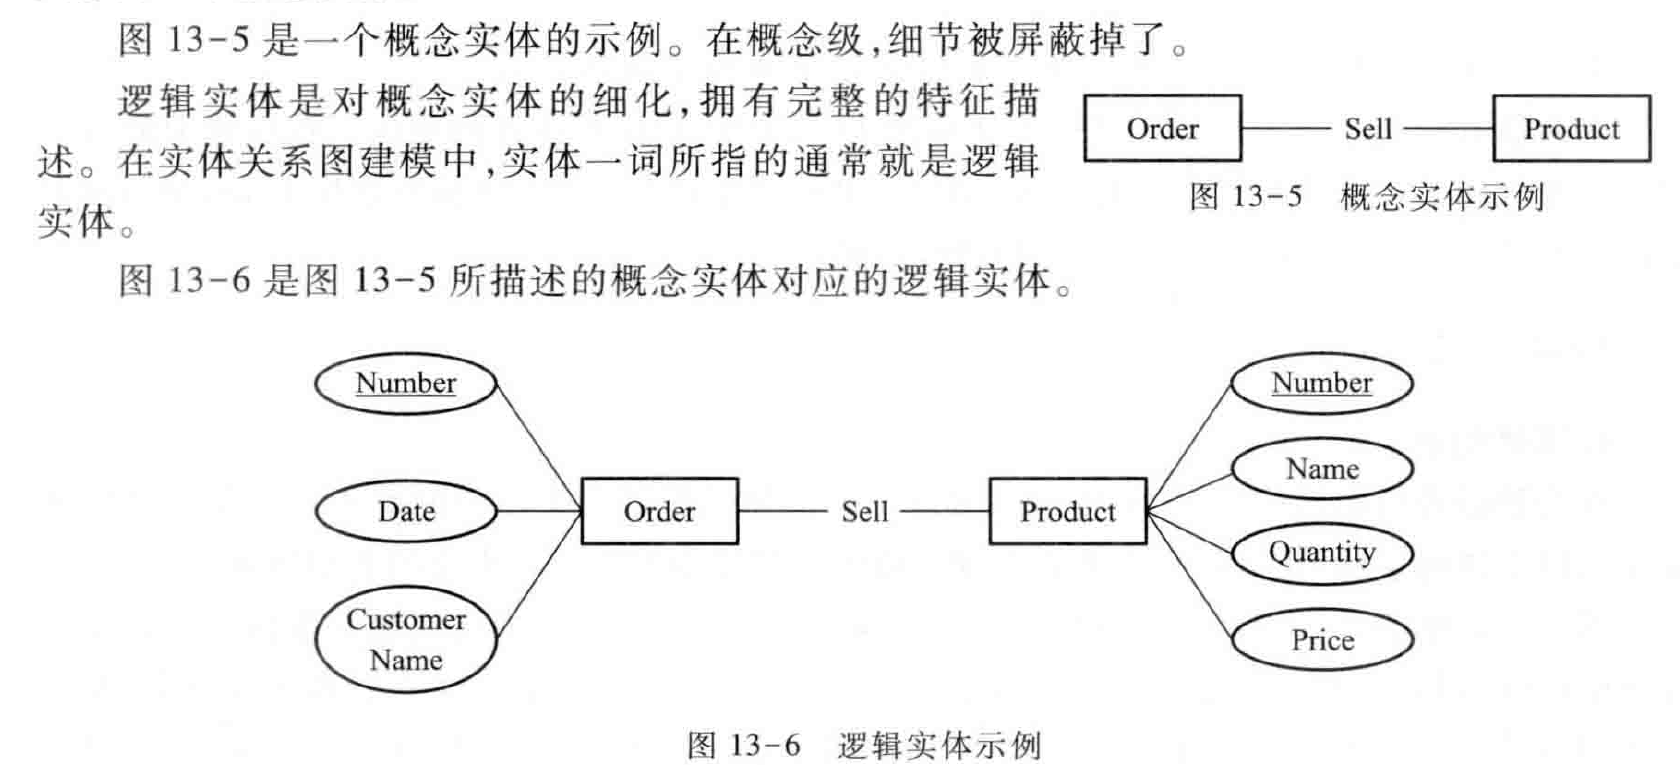 图 13-5 是一个概念实体的示例。在概念级,细节被屏蔽掉了。
逻辑实体是对概念实体的细化,拥有完整的特征描
述。在实体关系图建模中,实体一词所指的通常就是逻辑
实体。
Order Sell Product
图 13-5 概念实体示例
图 13-6 是图 13-5 所描述的概念实体对应的逻辑实体。
Number
Date
Customer
Name
Order Sell Product
Number
Name
Quantity
Price
图 13-6 逻辑实体示例